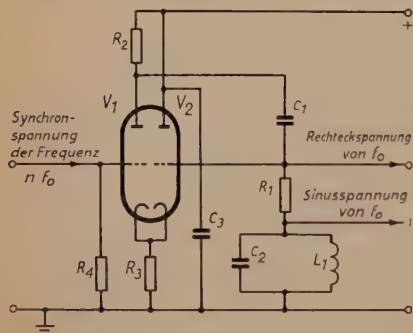 R2
+
V1
V2
C1
Synchron-
spannung
der Frequenz
n fo
Rechteckspannung
von fo
R1
Sinusspannung
von fo
C3
C2
L1
R4
R3